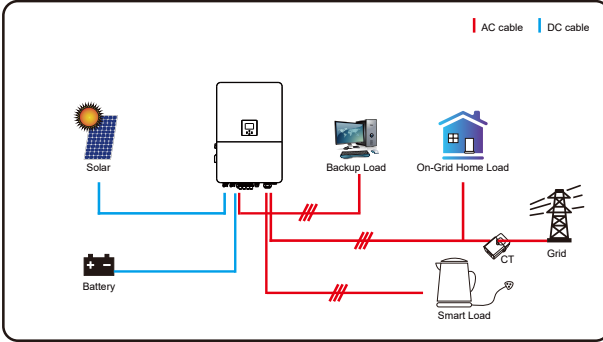 AC cable
DC cable
Solar
Backup Load
On-Grid Home Load
CT
Grid
Battery
Smart Load